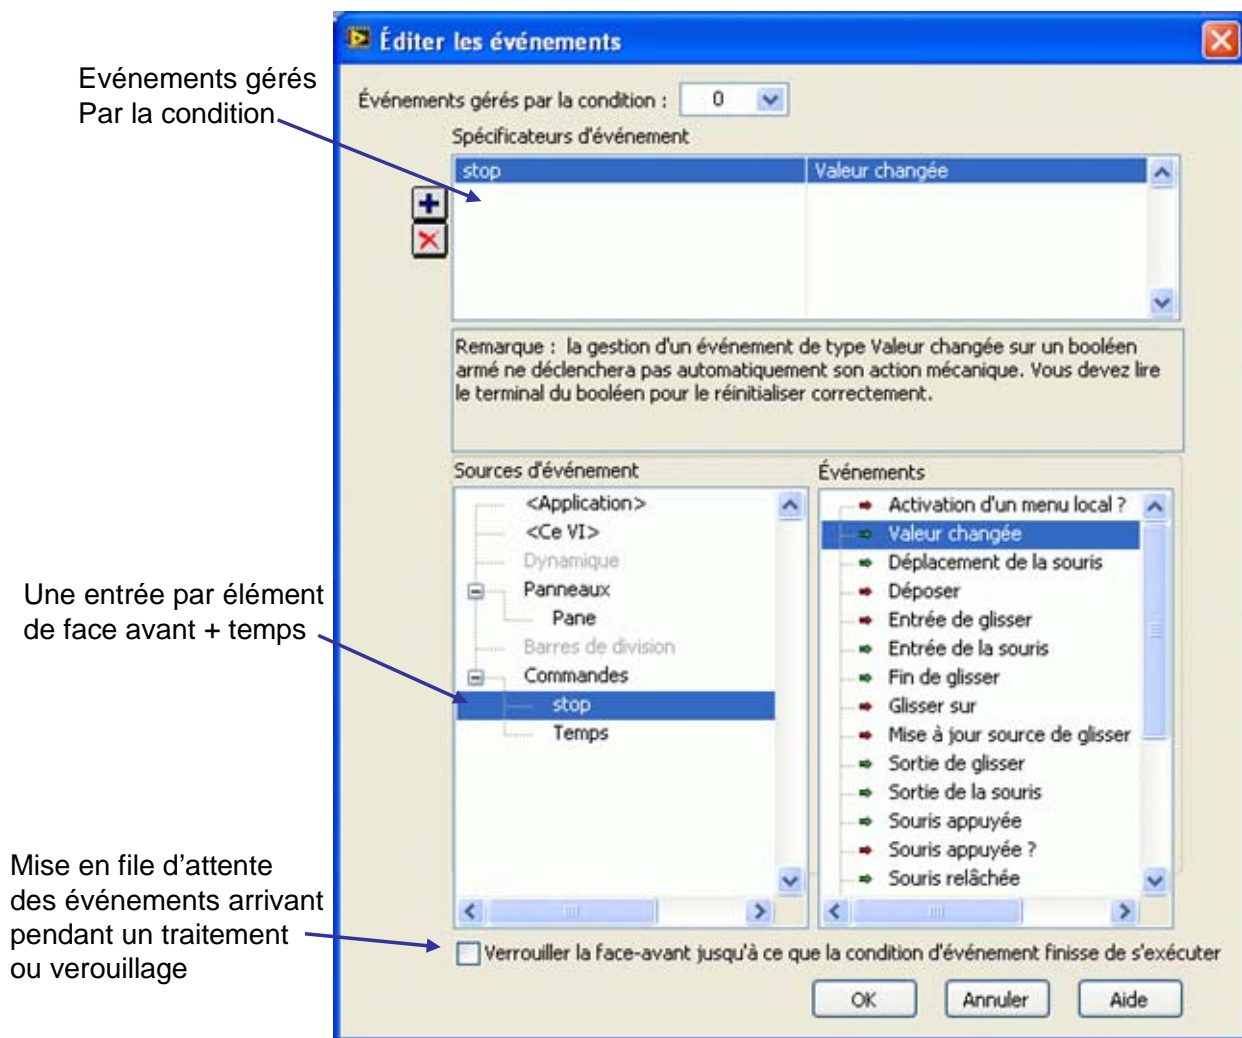 Éditer les événements
Evénements gérés
Par la condition
Événements gérés par la condition : 0
Spécificateurs d'événement
stop Valeur changée
Remarque : la gestion d'un événement de type Valeur changée sur un booléen
armé ne déclenchera pas automatiquement son action mécanique. Vous devez lire
le terminal du booléen pour le réinitialiser correctement.
Sources d'événement
<Application>
<Ce VI>
Dynamique
Panneaux
Pane
Barres de division
Commandes
stop
Temps
Événements
Activation d'un menu local ?
Valeur changée
Déplacement de la souris
Déposer
Entrée de glisser
Entrée de la souris
Fin de glisser
Glisser sur
Mise à jour source de glisser
Sortie de glisser
Sortie de la souris
Souris appuyée
Souris appuyée ?
Souris relâchée
Une entrée par élément
de face avant + temps
Mise en file d'attente
des événements arrivant
pendant un traitement
ou verouillage
Verrouiller la face-avant jusqu'à ce que la condition d'événement finisse de s'exécuter
OK Annuler Aide